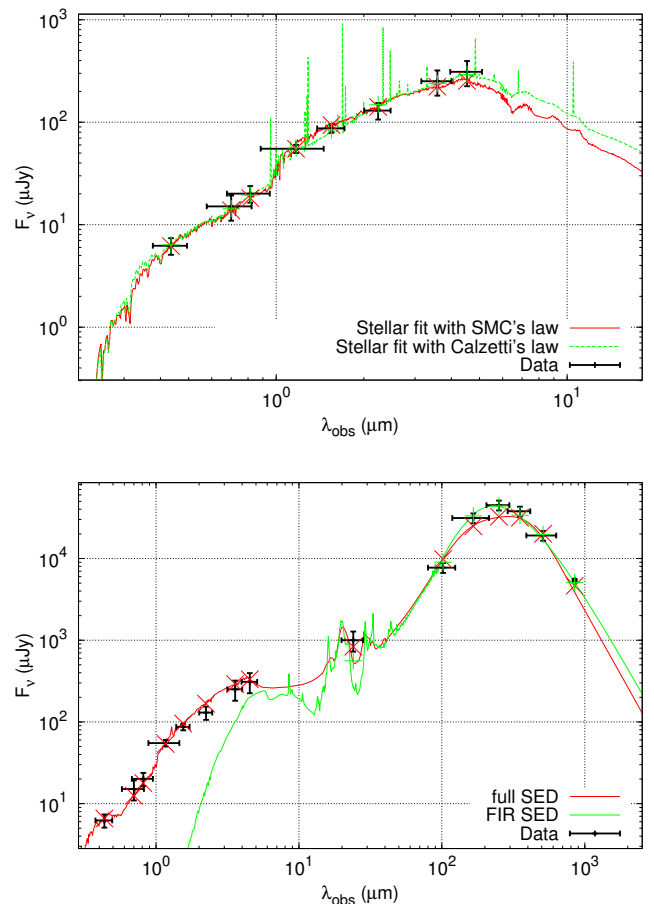 10³
10²
10¹
10⁰
F_ν (μJy)
Stellar fit with SMC's law
Stellar fit with Calzetti's law
Data
10⁰ 10¹
λ_obs (μm)
10⁴
10³
10²
10¹
F_ν (μJy)
full SED
FIR SED
Data
10⁰ 10¹ 10² 10³
λ_obs (μm)